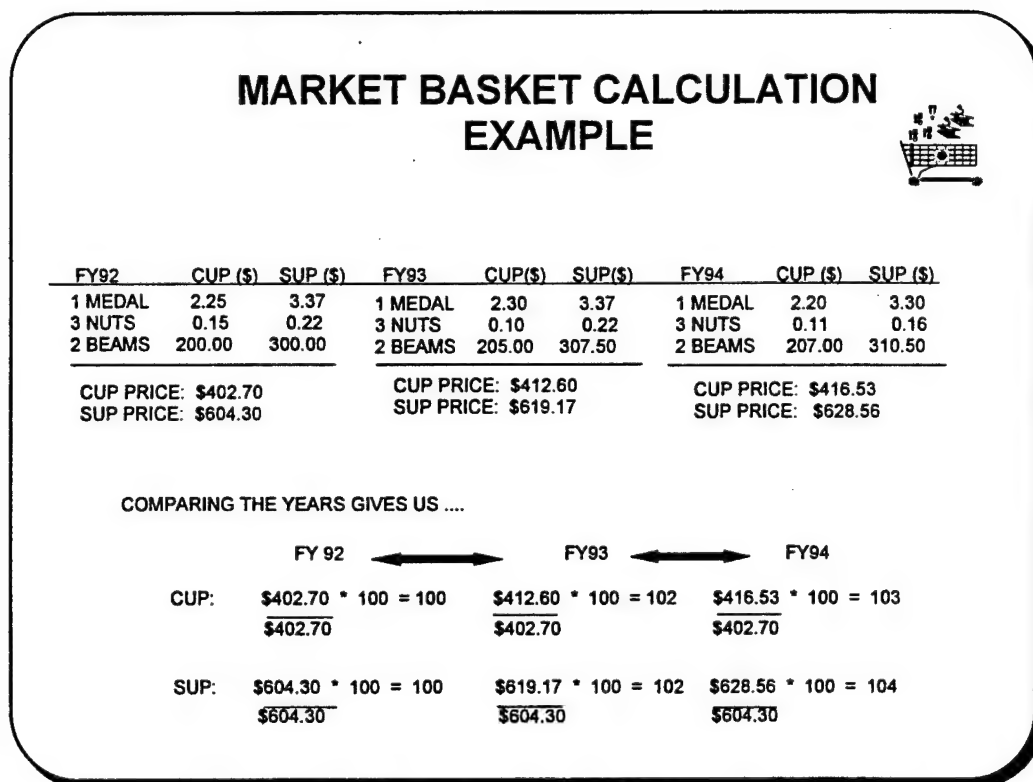 MARKET BASKET CALCULATION
EXAMPLE
FY92 CUP ($) SUP ($) FY93 CUP($) SUP($) FY94 CUP ($) SUP ($)
1 MEDAL 2.25 3.37 1 MEDAL 2.30 3.37 1 MEDAL 2.20 3.30
3 NUTS 0.15 0.22 3 NUTS 0.10 0.22 3 NUTS 0.11 0.16
2 BEAMS 200.00 300.00 2 BEAMS 205.00 307.50 2 BEAMS 207.00 310.50
CUP PRICE: $402.70 CUP PRICE: $412.60 CUP PRICE: $416.53
SUP PRICE: $604.30 SUP PRICE: $619.17 SUP PRICE: $628.56
COMPARING THE YEARS GIVES US ....
FY 92 FY93 FY94
CUP: $402.70 * 100 = 100 $412.60 * 100 = 102 $416.53 * 100 = 103
$402.70 $402.70 $402.70
SUP: $604.30 * 100 = 100 $619.17 * 100 = 102 $628.56 * 100 = 104
$604.30 $604.30 $604.30